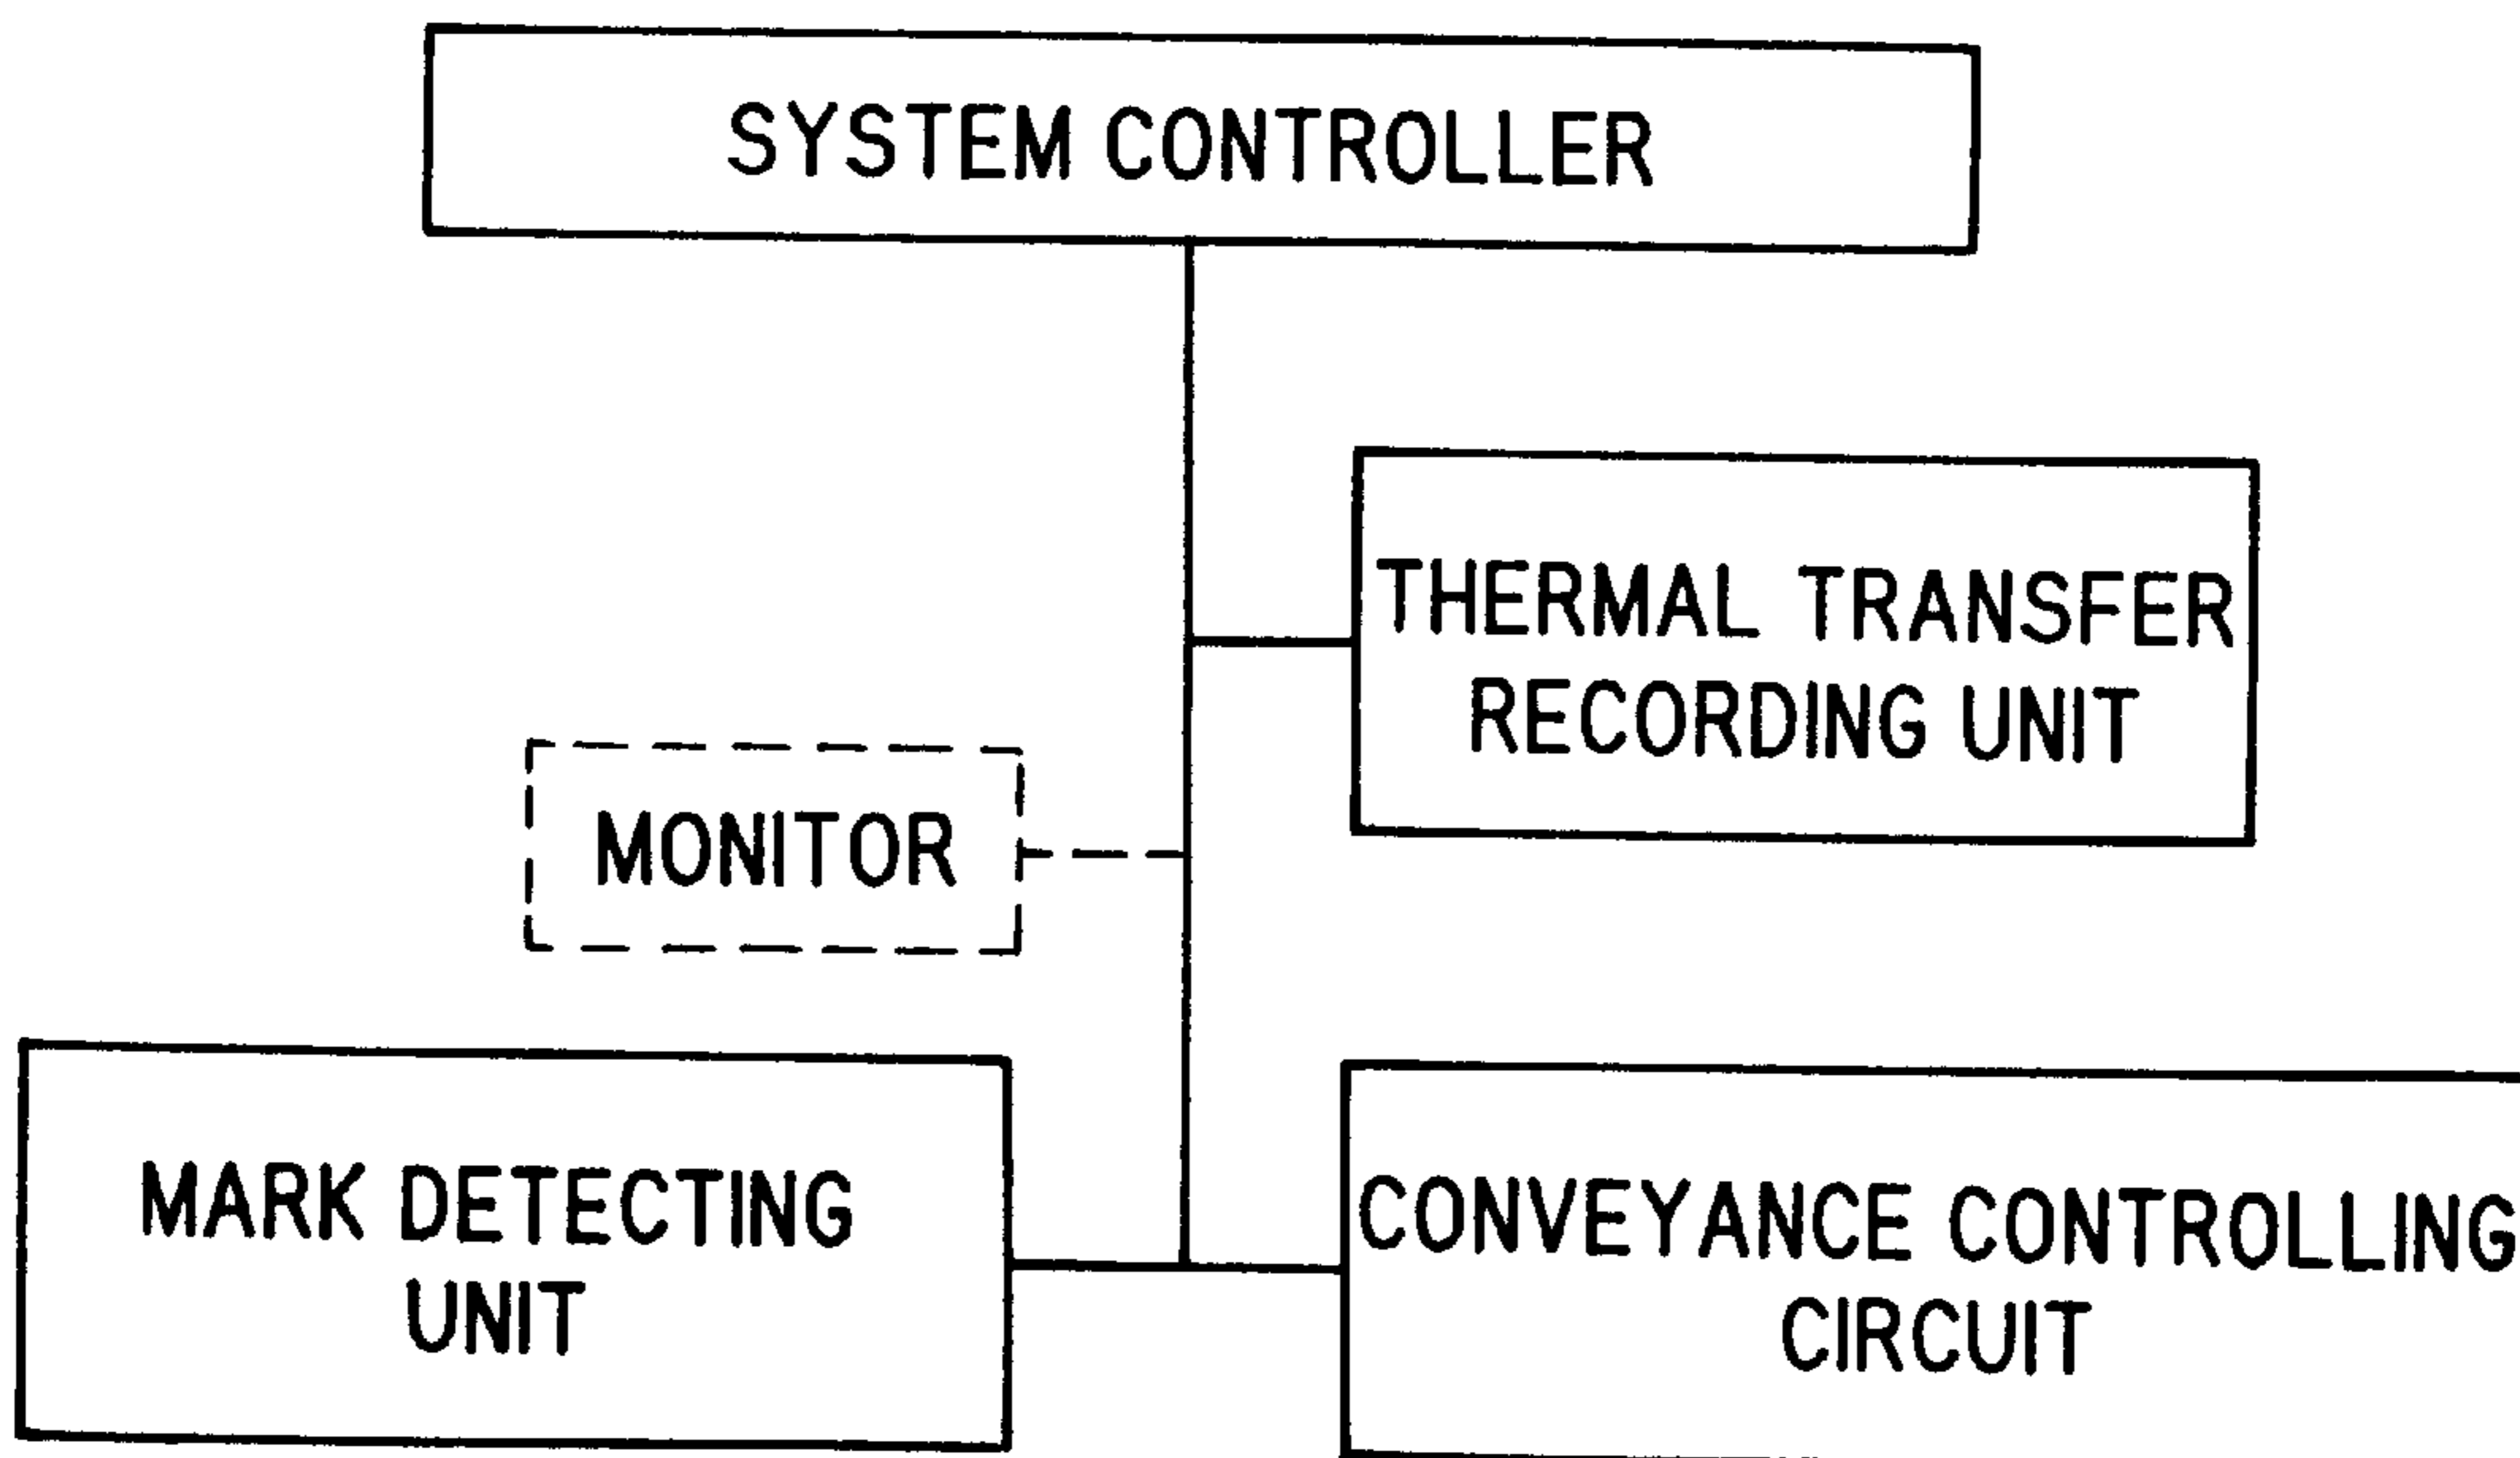 SYSTEM CONTROLLER
THERMAL TRANSFER
RECORDING UNIT
MONITOR
MARK DETECTING
UNIT
CONVEYANCE CONTROLLING
CIRCUIT